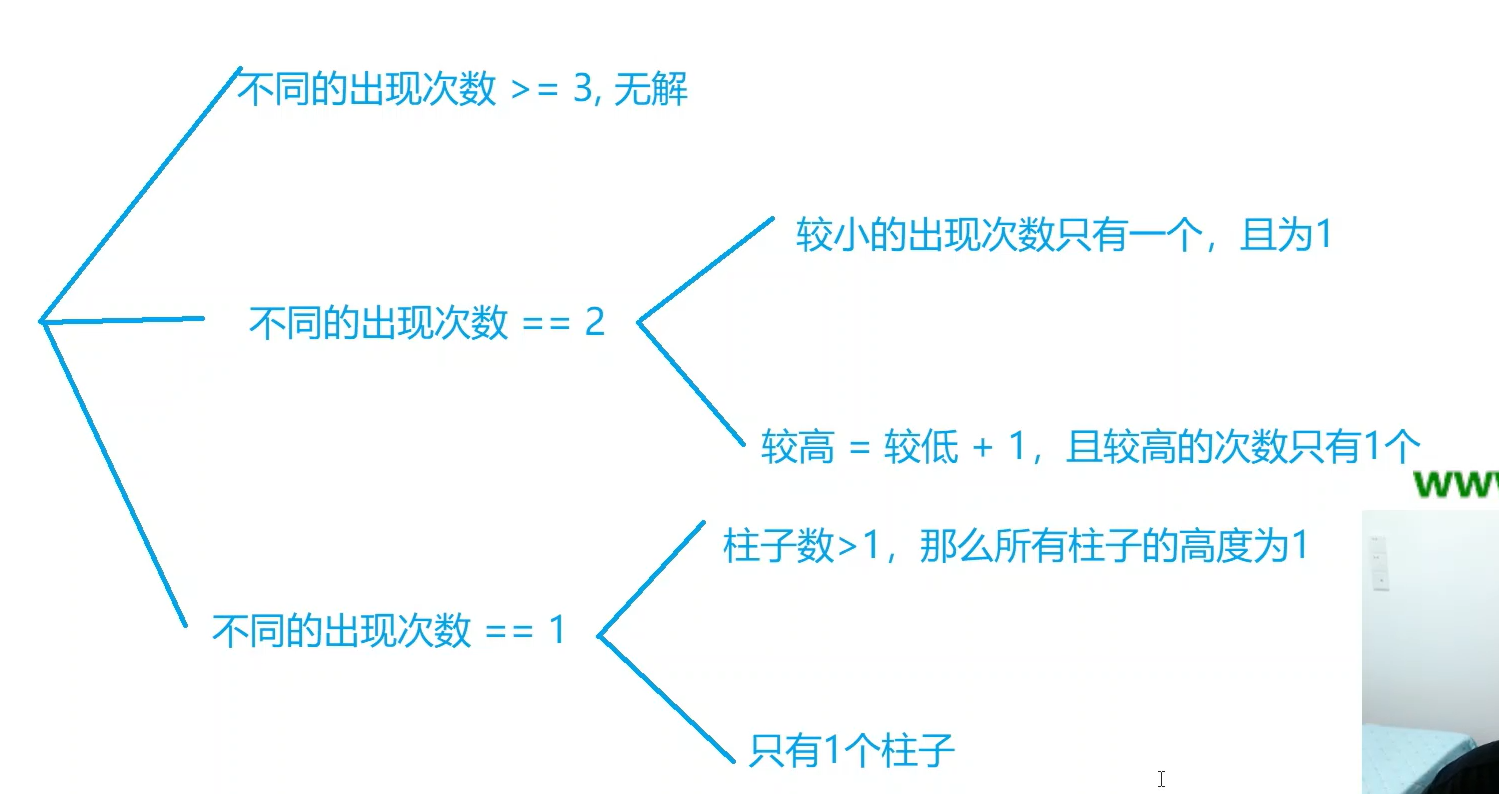 不同的出现次数 >= 3, 无解
较小的出现次数只有一个，且为1
不同的出现次数 == 2
较高 = 较低 + 1，且较高的次数只有1个
www
柱子数>1，那么所有柱子的高度为1
不同的出现次数 == 1
只有1个柱子